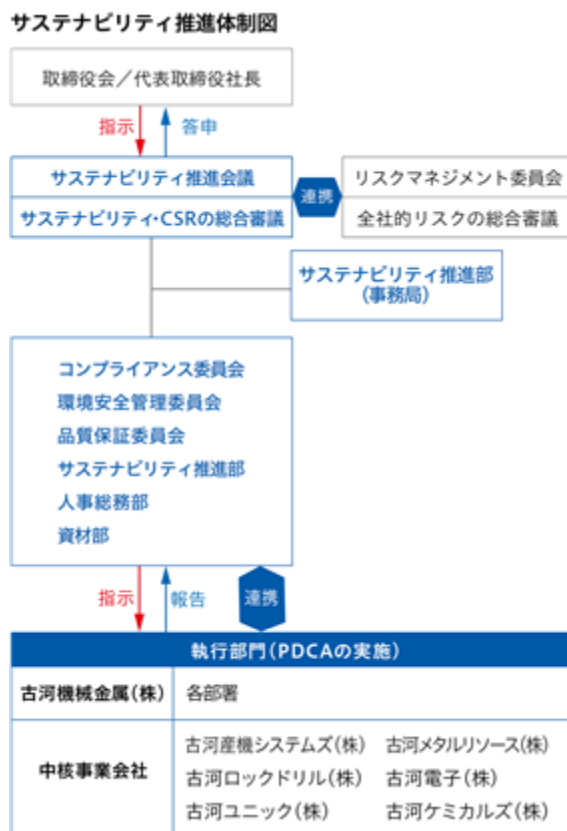 サステナビリティ推進体制図
取締役会／代表取締役社長
指示
答申
サステナビリティ推進会議
サステナビリティ・CSRの総合審議
連携
リスクマネジメント委員会
全社的リスクの総合審議
サステナビリティ推進部
(事務局)
コンプライアンス委員会
環境安全管理委員会
品質保証委員会
サステナビリティ推進部
人事総務部
資材部
指示
報告
連携
執行部門(PDCAの実施)
古河機械金属(株)
各部署
中核事業会社
古河産機システムズ(株)
古河メタルリソース(株)
古河ロックドリル(株)
古河電子(株)
古河ユニック(株)
古河ケミカルズ(株)